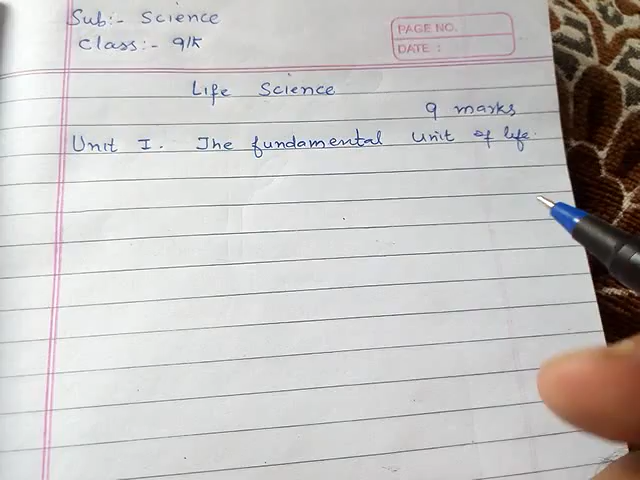 Sub:- Science
Class:- 9th
PAGE NO.
DATE :
Life Science
9 marks
Unit I. The fundamental Unit of life.